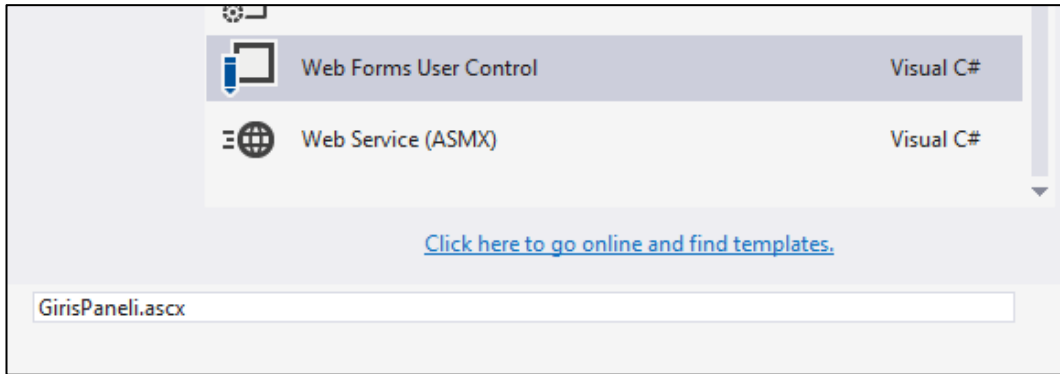 Web Forms User Control Visual C#
Web Service (ASMX) Visual C#
Click here to go online and find templates.
GirisPaneli.ascx